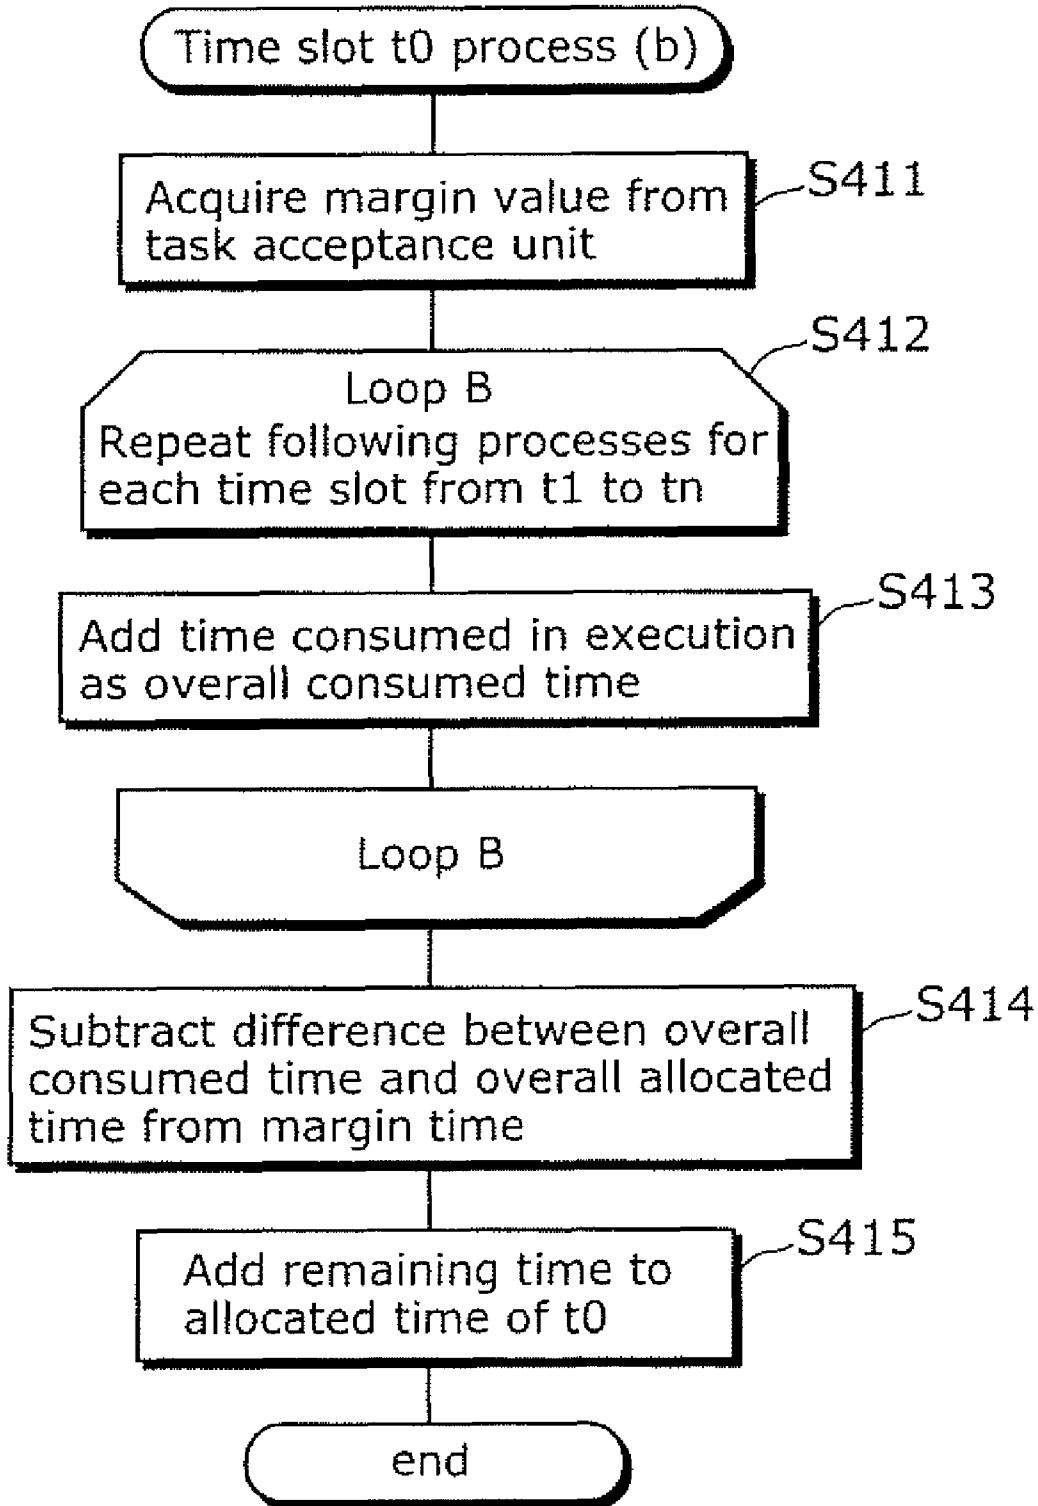 Time slot t0 process (b)
S411
Acquire margin value from
task acceptance unit
S412
Loop B
Repeat following processes for
each time slot from t1 to tn
S413
Add time consumed in execution
as overall consumed time
Loop B
S414
Subtract difference between overall
consumed time and overall allocated
time from margin time
S415
Add remaining time to
allocated time of t0
end